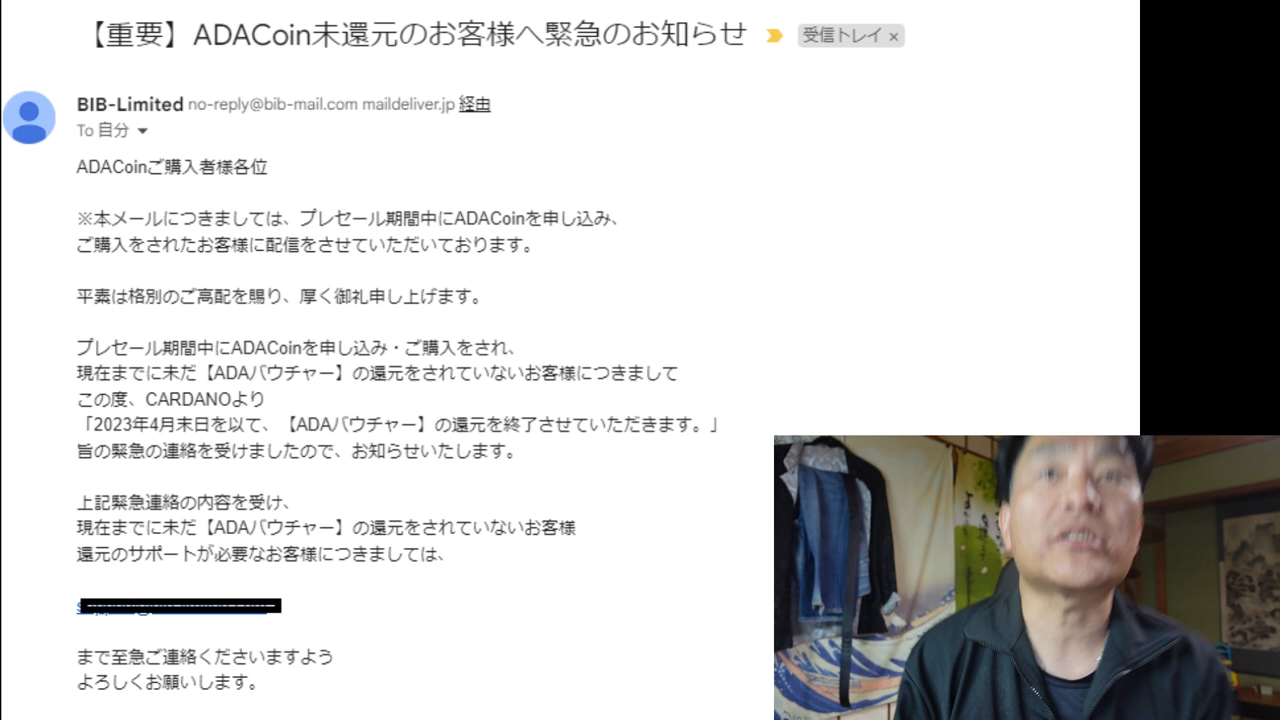 【重要】ADACoin未還元のお客様へ緊急のお知らせ 受信トレイ ×
BIB-Limited no-reply@bib-mail.com maildeliver.jp 経由
To 自分
ADACoinご購入者様各位
※本メールにつきましては、プレセール期間中にADACoinを申し込み、
ご購入をされたお客様に配信をさせていただいております。
平素は格別のご高配を賜り、厚く御礼申し上げます。
プレセール期間中にADACoinを申し込み・ご購入をされ、
現在までに未だ【ADAバウチャー】の還元をされていないお客様につきまして
この度、CARDANOより
「2023年4月末日を以て、【ADAバウチャー】の還元を終了させていただきます。」
旨の緊急の連絡を受けましたので、お知らせいたします。
上記緊急連絡の内容を受け、
現在までに未だ【ADAバウチャー】の還元をされていないお客様
還元のサポートが必要なお客様につきましては、
まで至急ご連絡くださいますよう
よろしくお願いします。